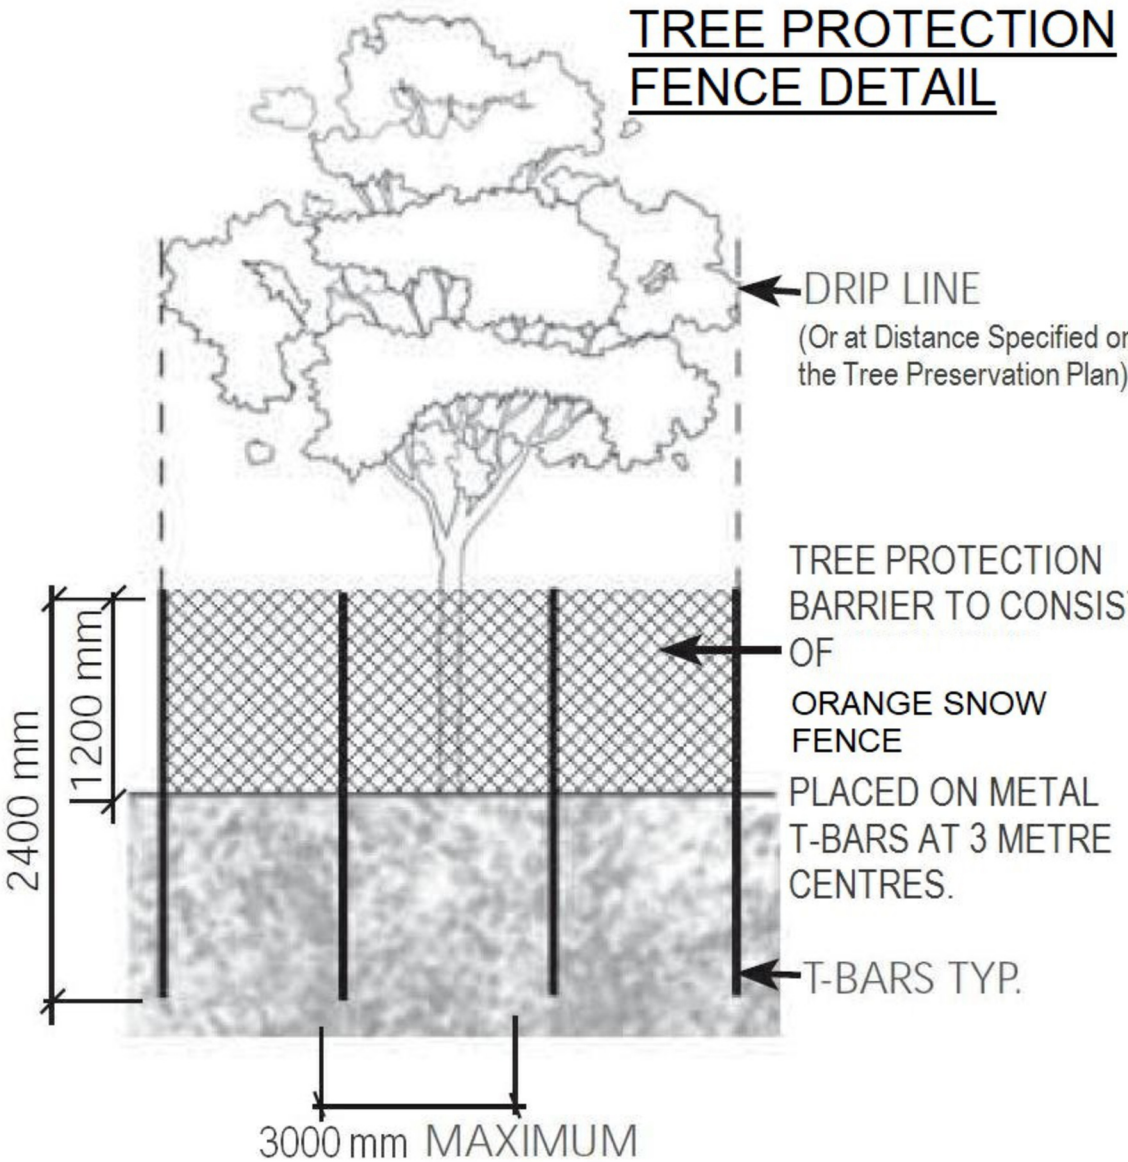 TREE PROTECTION
FENCE DETAIL
DRIP LINE
(Or at Distance Specified or
the Tree Preservation Plan)
TREE PROTECTION
BARRIER TO CONSIS
OF
ORANGE SNOW
FENCE
PLACED ON METAL
T-BARS AT 3 METRE
CENTRES.
T-BARS TYP.
1200 mm
2400 mm
3000 mm MAXIMUM